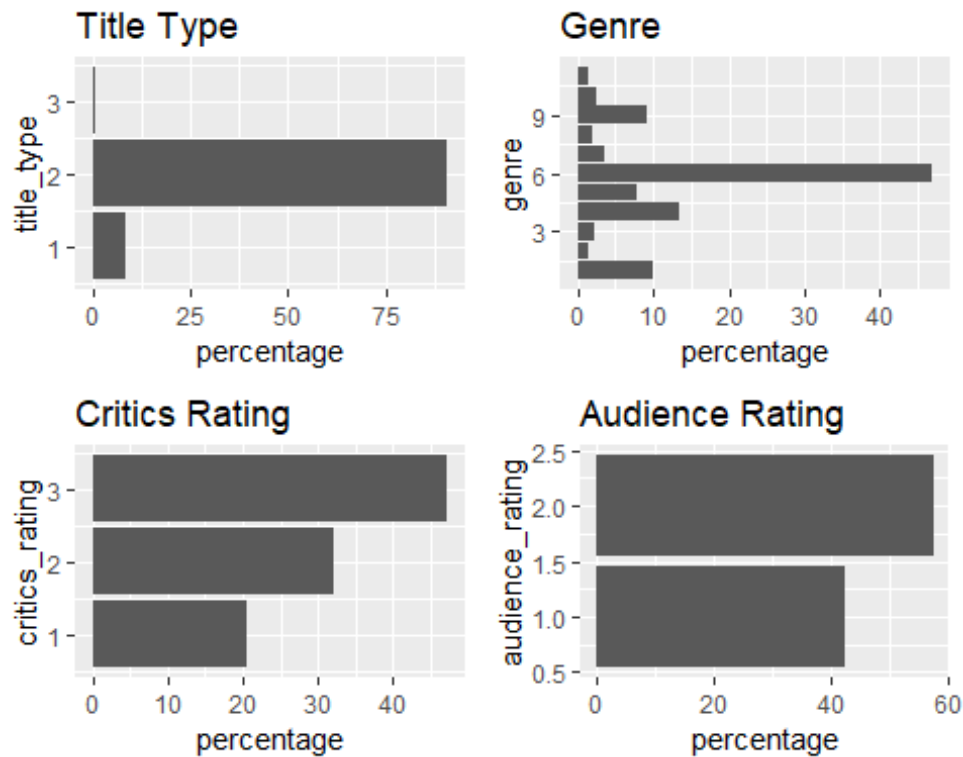 Title Type
title_type
3
2
1
0 25 50 75
percentage
Genre
genre
9
6
3
0 10 20 30 40
percentage
Critics Rating
critics_rating
3
2
1
0 10 20 30 40
percentage
Audience Rating
audience_rating
2.5
2.0
1.5
1.0
0.5
0 20 40 60
percentage